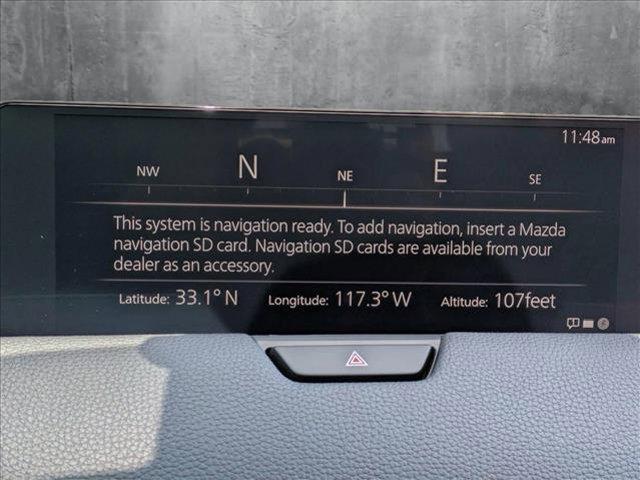 11:48am
NW N NE E SE
This system is navigation ready. To add navigation, insert a Mazda
navigation SD card. Navigation SD cards are available from your
dealer as an accessory.
Latitude: 33.1° N Longitude: 117.3° W Altitude: 107feet